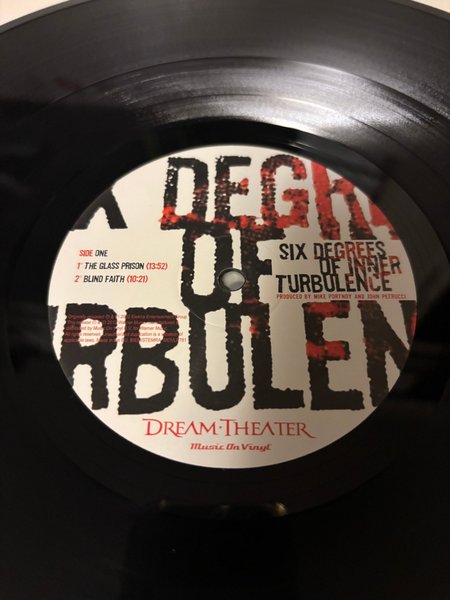 X DEGR
OF
RBULEN
SIDE ONE
1 THE GLASS PRISON (13:52)
2 BLIND FAITH (10:21)
SIX DEGREES
OF INNER
TURBULENCE
PRODUCED BY MIKE PORTNOY AND JOHN PETRUCCI
DREAM·THEATER
Music On Vinyl